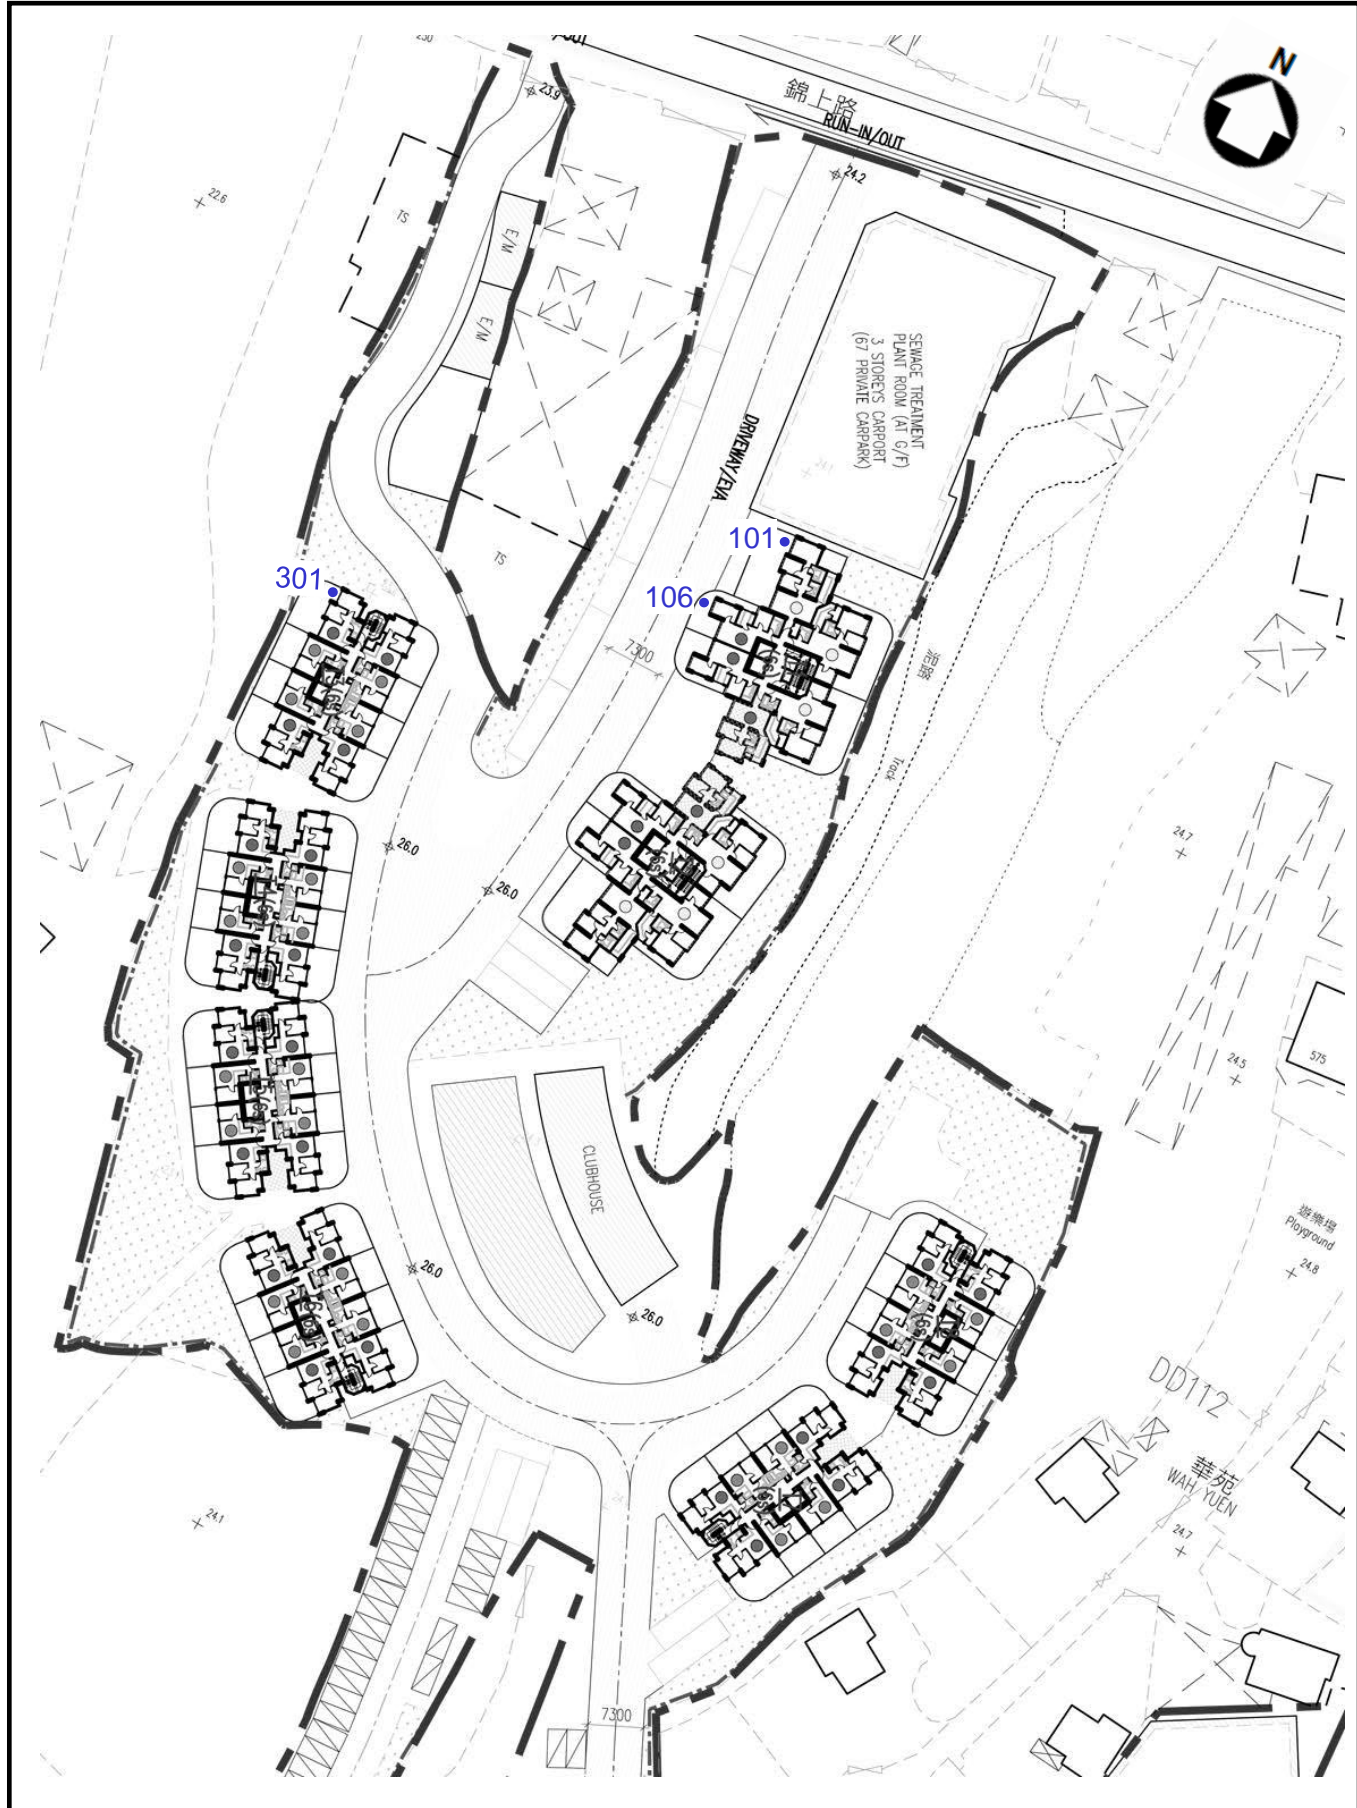 N
錦上路
RUN-IN/OUT
23.9
24.2
22.6
TS
E/M
E/M
SEWAGE TREATMENT
PLANT ROOM (AT G/F)
3 STOREYS CARPORT
(67 PRIVATE CARPARK)
DRIVEWAY/EVA
101
TS
301
106
7300
泥路
Track
26.0
26.0
24.7
24.5
575
CLUBHOUSE
遊樂場
Playground
24.8
26.0
26.0
DD112
華苑
WAH YUEN
24.7
24.1
7300